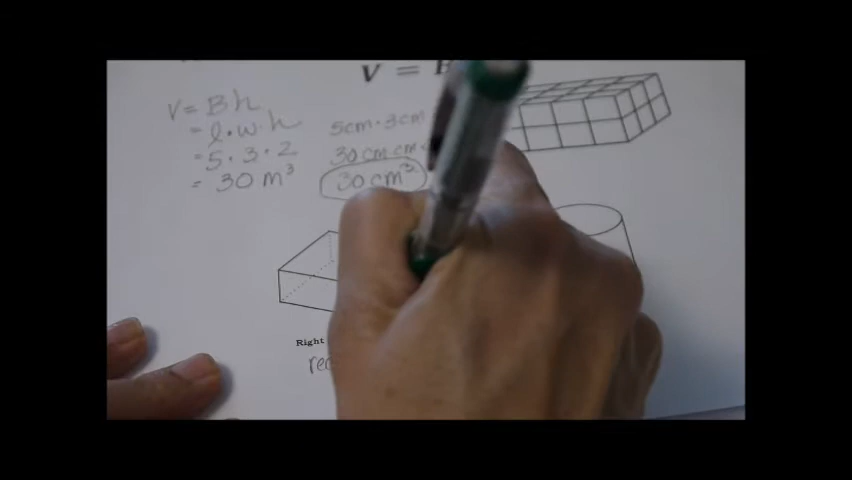 V =
V = Bh
= l·w·h
= 5·3·2
= 30 m³
5cm·3cm
30 cm·cm·
30 cm³
Right
rec